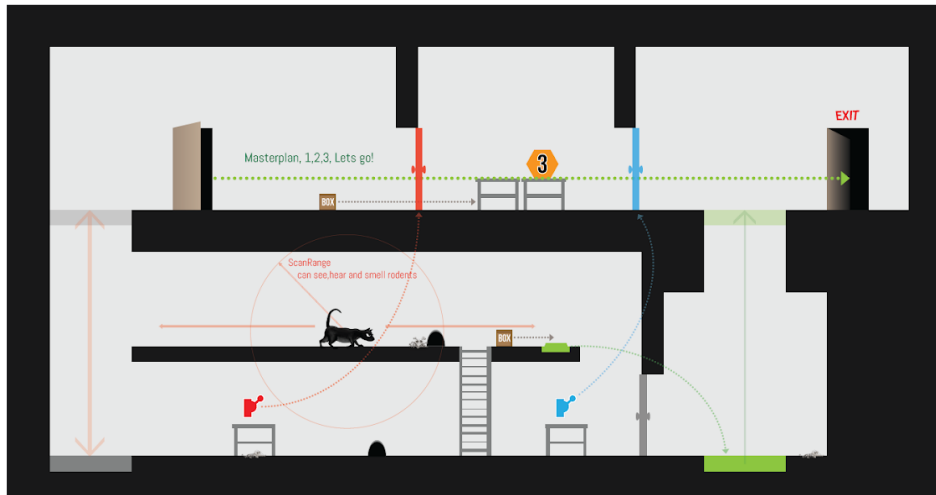 EXIT
Masterplan, 1,2,3, Lets go!
3
BOX
ScanRange
can see,hear and smell rodents
BOX